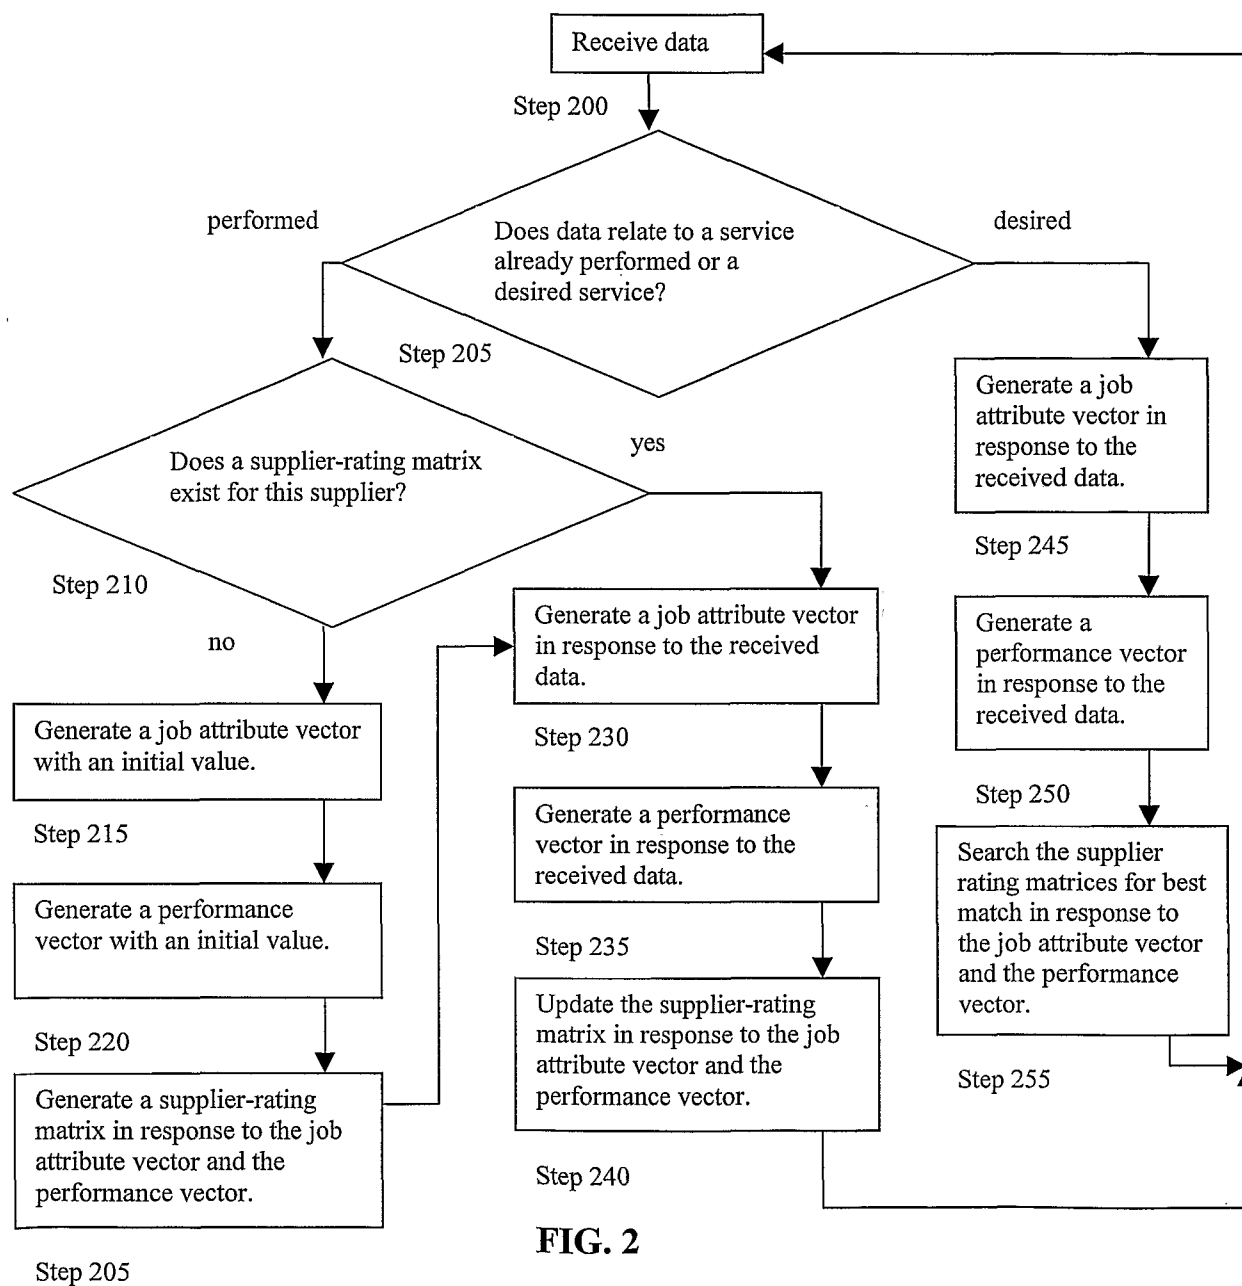 Receive data
Step 200
performed
Does data relate to a service
already performed or a
desired service?
desired
Step 205
Does a supplier-rating matrix
exist for this supplier?
yes
Step 210
no
Generate a job attribute vector
with an initial value.
Step 215
Generate a performance
vector with an initial value.
Step 220
Generate a supplier-rating
matrix in response to the job
attribute vector and the
performance vector.
Step 205
Generate a job attribute vector
in response to the received
data.
Step 230
Generate a performance
vector in response to the
received data.
Step 235
Update the supplier-rating
matrix in response to the job
attribute vector and the
performance vector.
Step 240
Generate a job
attribute vector in
response to the
received data.
Step 245
Generate a
performance vector
in response to the
received data.
Step 250
Search the supplier
rating matrices for best
match in response to
the job attribute vector
and the performance
vector.
Step 255
FIG. 2